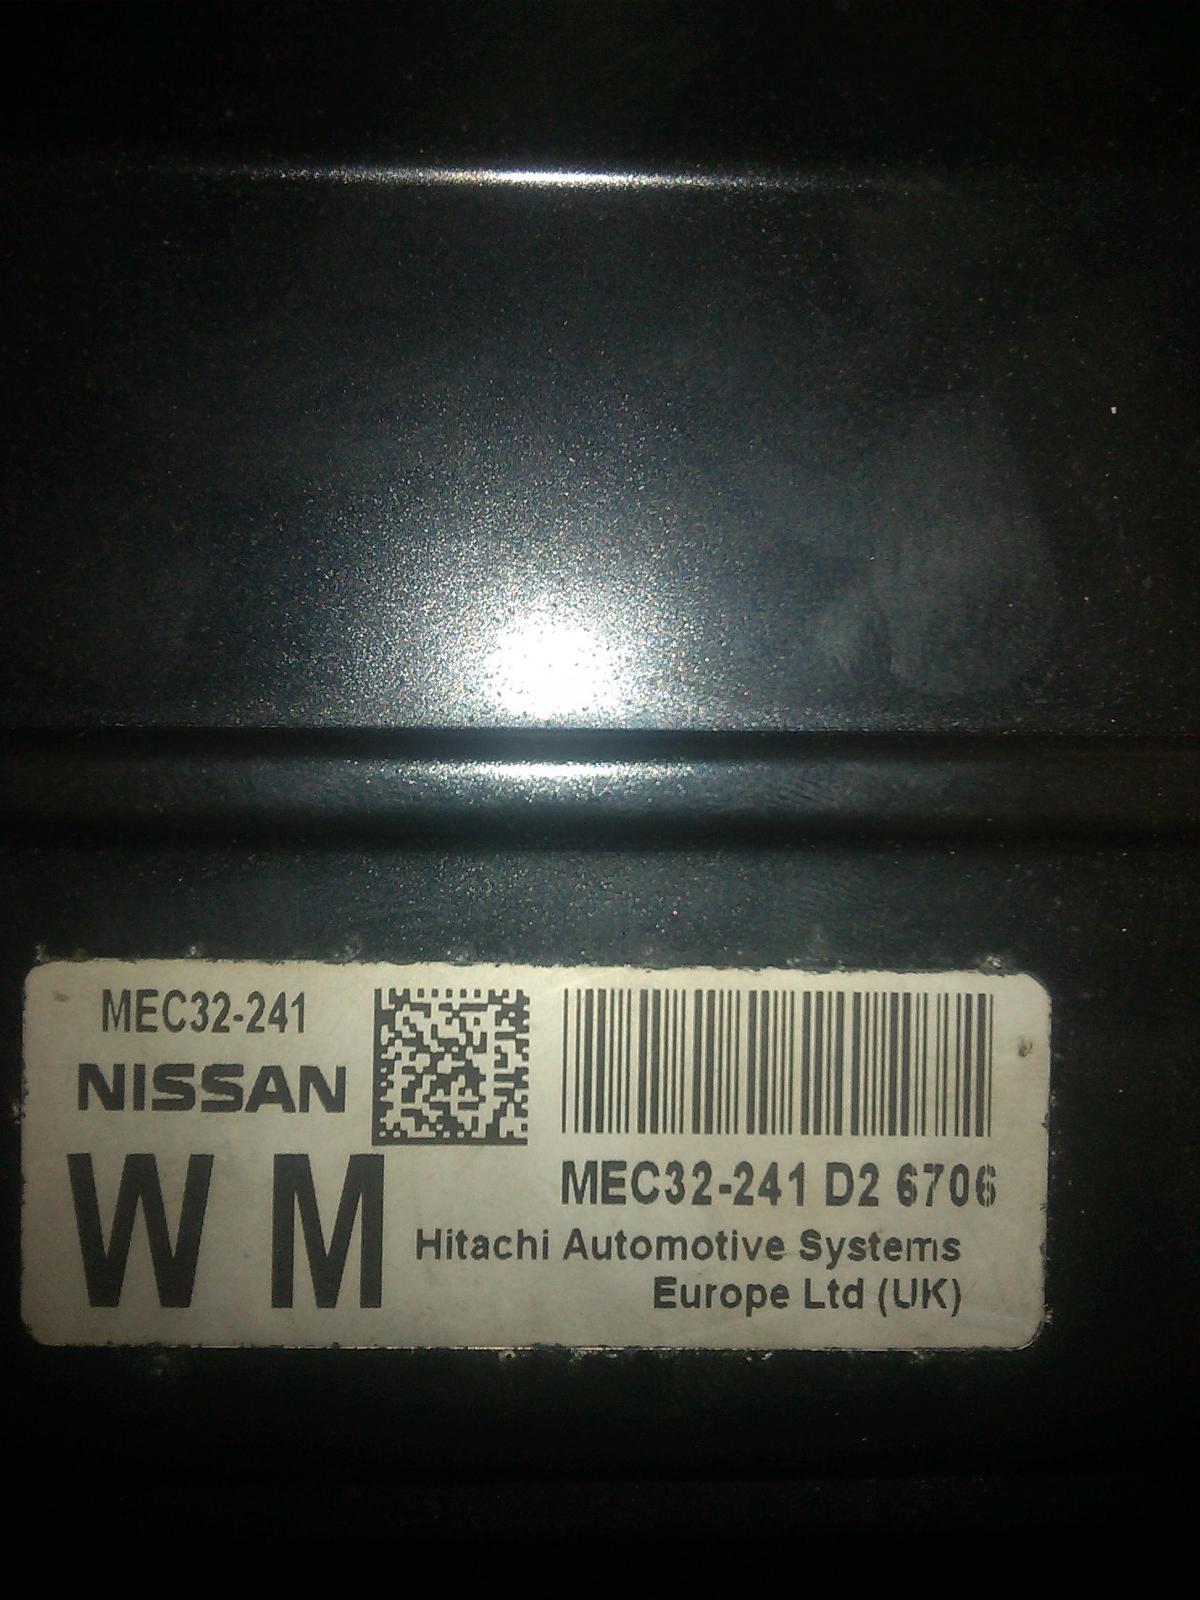 MEC32-241
NISSAN
W M
MEC32-241 D2 6706
Hitachi Automotive Systems
Europe Ltd (UK)